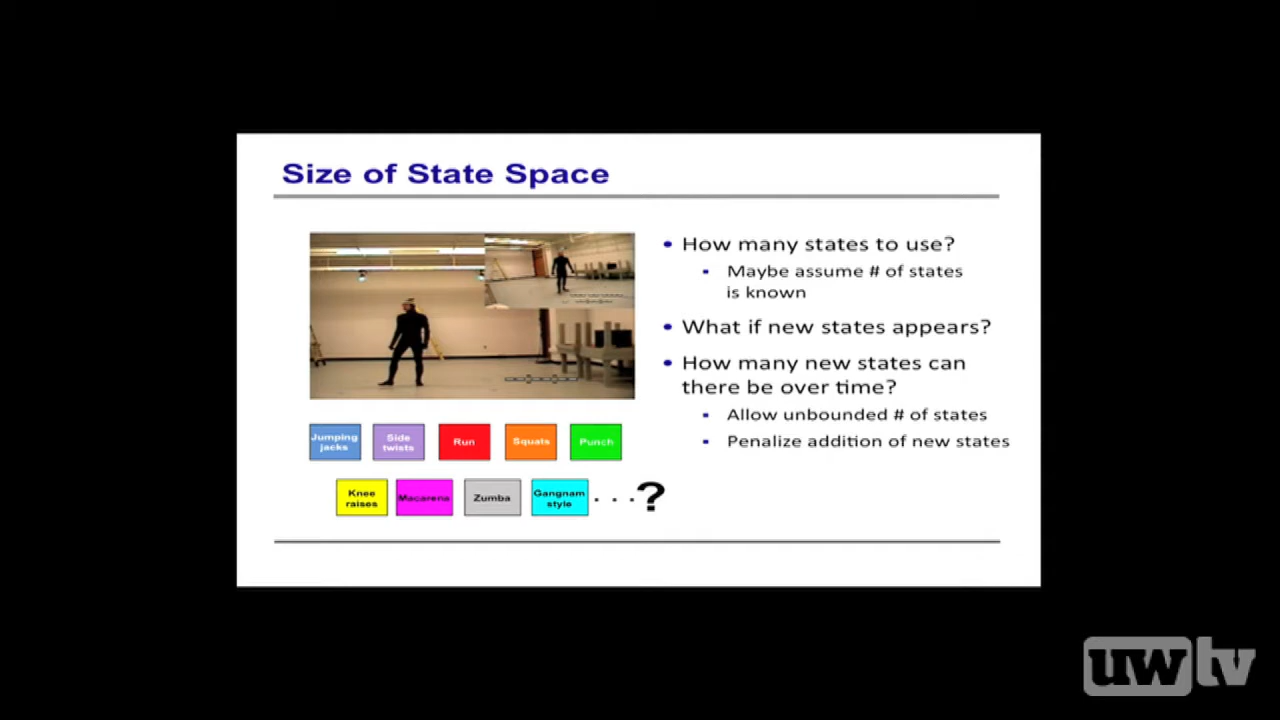 Size of State Space
• How many states to use?
▪ Maybe assume # of states
is known
• What if new states appears?
• How many new states can
there be over time?
▪ Allow unbounded # of states
▪ Penalize addition of new states
Jumping
jacks
Side
twists
Run
Squats
Punch
Knee
raises
Macarena
Zumba
Gangnam
style
. . . ?
uwtv